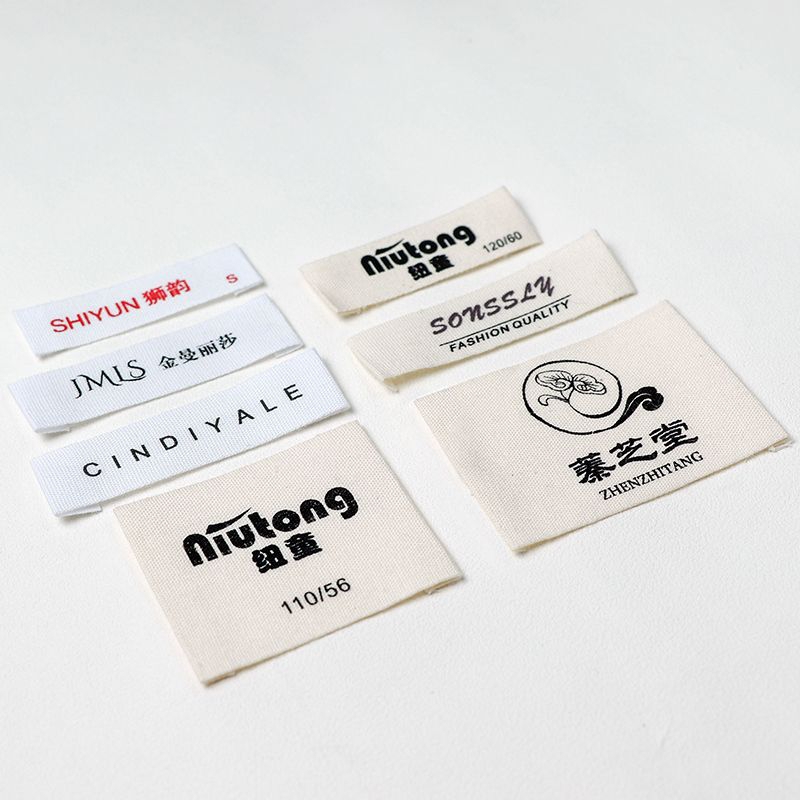 SHIYUN 狮韵 S
JMLS 金曼丽莎
CINDIYALE
Niutong
纽童
110/56
Niutong
纽童 120/60
SONSSLY
FASHION QUALITY
蓁芝堂
ZHENZHITANG